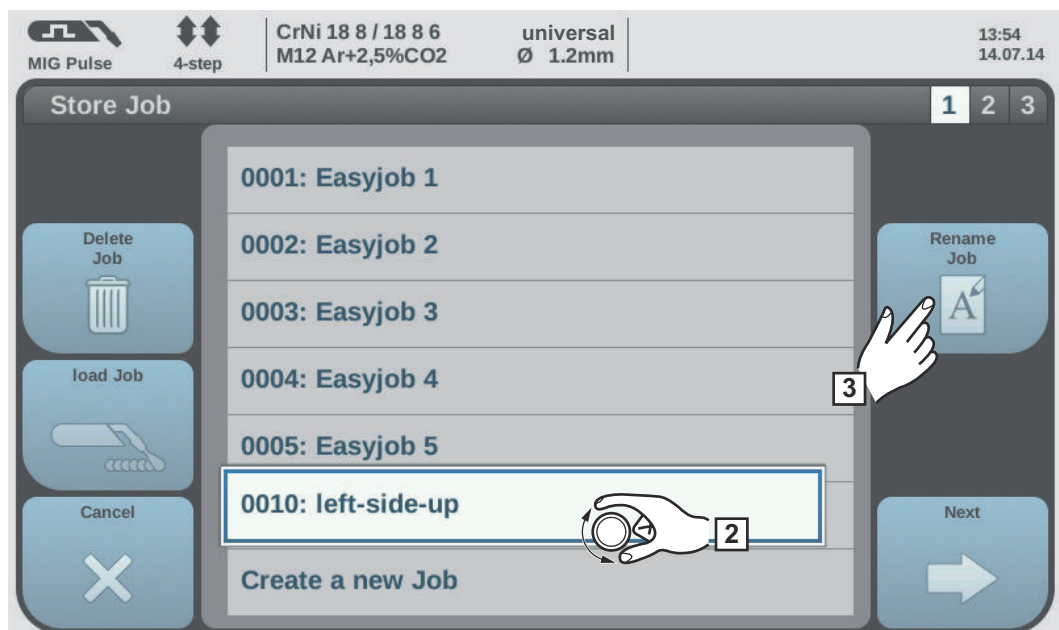 MIG Pulse
4-step
CrNi 18 8 / 18 8 6
M12 Ar+2,5%CO2
universal
Ø 1.2mm
13:54
14.07.14
Store Job
1 2 3
0001: Easyjob 1
0002: Easyjob 2
0003: Easyjob 3
0004: Easyjob 4
0005: Easyjob 5
0010: left-side-up
Create a new Job
Delete
Job
load Job
Cancel
Rename
Job
A
Next
3
2